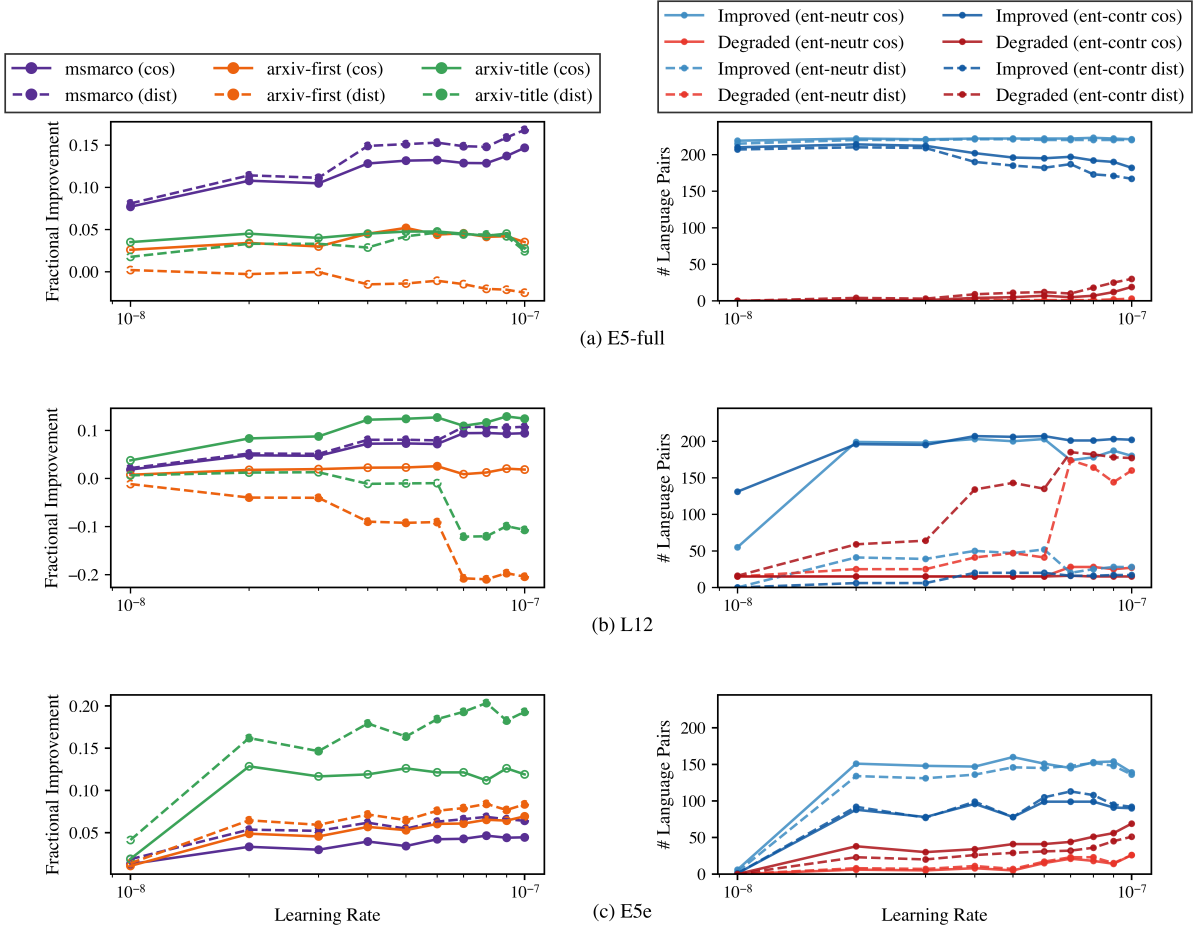 msmarco (cos)
msmarco (dist)
arxiv-first (cos)
arxiv-first (dist)
arxiv-title (cos)
arxiv-title (dist)
Improved (ent-neutr cos)
Degraded (ent-neutr cos)
Improved (ent-neutr dist)
Degraded (ent-neutr dist)
Improved (ent-contr cos)
Degraded (ent-contr cos)
Improved (ent-contr dist)
Degraded (ent-contr dist)
Fractional Improvement
0.15
0.10
0.05
0.00
10⁻⁸
10⁻⁷
# Language Pairs
200
150
100
50
0
10⁻⁸
10⁻⁷
(a) E5-full
Fractional Improvement
0.1
0.0
−0.1
−0.2
10⁻⁸
10⁻⁷
# Language Pairs
200
150
100
50
0
10⁻⁸
10⁻⁷
(b) L12
Fractional Improvement
0.20
0.15
0.10
0.05
10⁻⁸
10⁻⁷
Learning Rate
# Language Pairs
200
150
100
50
0
10⁻⁸
10⁻⁷
Learning Rate
(c) E5e